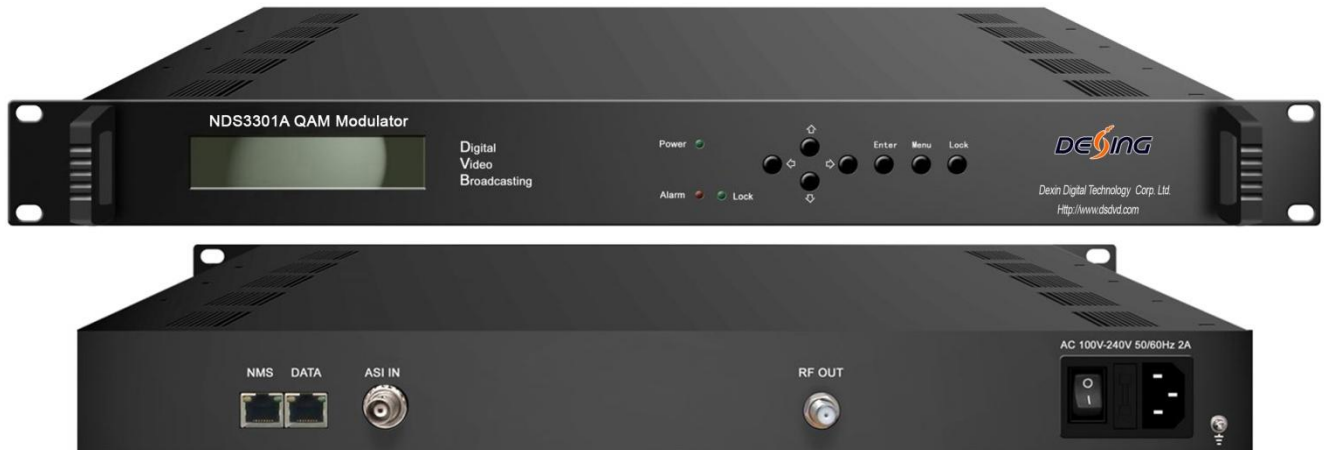 NDS3301A QAM Modulator
Digital
Video
Broadcasting
Power
Alarm
Lock
Enter Menu Lock
DESING
Dexin Digital Technology Corp. Ltd.
Http://www.dsdvd.com
AC 100V-240V 50/60Hz 2A
NMS DATA ASI IN
RF OUT
O
I